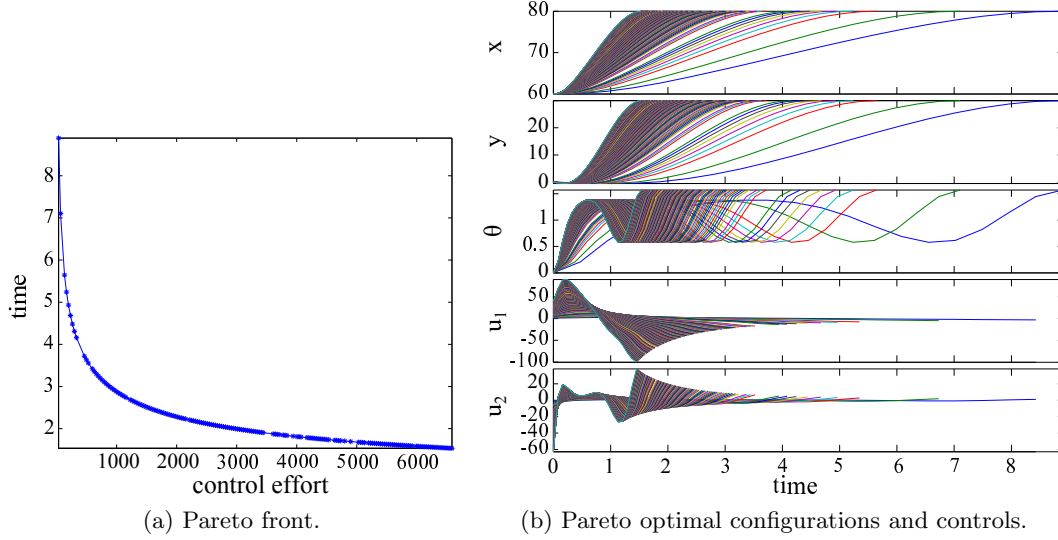 8
7
6
5
4
3
2
time
1000 2000 3000 4000 5000 6000
control effort
(a) Pareto front.
80
70
60
x
20
10
0
y
1
0.5
0
θ
50
0
-50
-100
u1
20
0
-20
-40
-60
u2
0 1 2 3 4 5 6 7 8
time
(b) Pareto optimal configurations and controls.